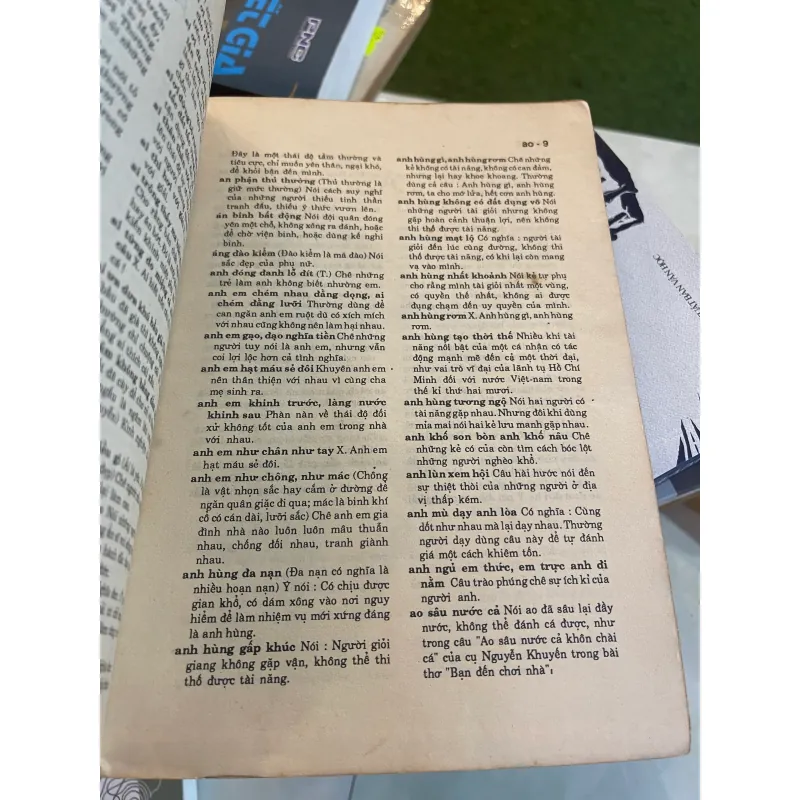 ao - 9
Đây là một thái độ tầm thường và
tiêu cực, chỉ muốn yên thân, ngại khó,
để khỏi bận đến mình.
an phận thủ thường (Thủ thường là
giữ mức thường) Nói cách suy nghĩ
của những người thiếu tinh thần
tranh đấu, thiếu ý thức vươn lên.
án binh bất động Nói đội quân đóng
yên một chỗ, không xông ra đánh, hoặc
để chờ viện binh, hoặc dùng kế nghi
binh.
áng đào kiểm (Đào kiểm là má đào) Nói
sắc đẹp của phụ nữ.
anh đóng danh lỗ đít (T.) Chê những
trẻ làm anh không biết nhường em.
anh em chém nhau đằng dọng, ai
chém đằng lưỡi Thường dùng để
can ngăn anh em ruột dù có xích mích
với nhau cũng không nên làm hại nhau.
anh em gạo, đạo nghĩa tiền Chê những
người tuy nói là anh em, nhưng vẫn
coi lợi lộc hơn cả tình nghĩa.
anh em hạt máu sẻ đôi Khuyên anh em
nên thân thiện với nhau vì cùng cha
mẹ sinh ra.
anh em khinh trước, làng nước
khinh sau Phàn nàn về thái độ đối
xử không tốt của anh em trong nhà
với nhau.
anh em như chân như tay X. Anh em
hạt máu sẻ đôi.
anh em như chông, như mác (Chông
là vật nhọn sắc hay cắm ở đường để
ngăn quân giặc đi qua; mác là binh khí
cổ có cán dài, lưỡi sắc) Chê anh em gia
đình nhà nào luôn luôn mâu thuẫn
nhau, chống đối nhau, tranh giành
nhau.
anh hùng đa nạn (Đa nạn có nghĩa là
nhiều hoạn nạn) Ý nói : Có chịu được
gian khổ, có dám xông vào nơi nguy
hiểm để làm nhiệm vụ mới xứng đáng
là anh hùng.
anh hùng gấp khúc Nói : Người giỏi
giang không gặp vận, không thể thi
thố được tài năng.
anh hùng gì, anh hùng rơm Chê những
kẻ không có tài năng, không có can đảm,
nhưng lại hay khoe khoang. Thường
dùng cả câu : Anh hùng gì, anh hùng
rơm, ta cho mớ lửa, hết cơn anh hùng.
anh hùng không có đất dụng võ Nói
những người tài giỏi nhưng không
gặp hoàn cảnh thuận lợi, nên không
thi thố được tài năng.
anh hùng mạt lộ Có nghĩa : người tài
giỏi đến lúc cùng đường, không thi
thố được tài năng, có khi lại còn mang
vạ vào mình.
anh hùng nhất khoảnh Nói kẻ tự phụ
cho rằng mình tài giỏi nhất một vùng,
có quyền thế nhất, không ai được
đụng chạm đến uy quyền của mình.
anh hùng rơm X. Anh hùng gì, anh hùng
rơm.
anh hùng tạo thời thế Nhiều khi tài
năng nổi bật của một cá nhân có tác
động mạnh mẽ đến cả một thời đại,
như vai trò vĩ đại của lãnh tụ Hồ Chí
Minh đối với nước Việt-nam trong
thế kỉ thứ hai mươi.
anh hùng tương ngộ Nói hai người có
tài năng gặp nhau. Nhưng đôi khi dùng
mỉa mai nói hai kẻ lưu manh gặp nhau.
anh khố son bòn anh khố nâu Chê
những kẻ có của còn tìm cách bóc lột
những người nghèo khổ.
anh lùn xem hội Câu hài hước nói đến
sự thiệt thòi của những người ở địa
vị thấp kém.
anh mù dạy anh lòa Có nghĩa : Cùng
dốt như nhau mà lại dạy nhau. Thường
người dạy dùng câu này để tự đánh
giá một cách khiêm tốn.
anh ngủ em thức, em trực anh đi
nằm Câu trào phúng chê sự ích kỉ của
người anh.
ao sâu nước cả Nói ao đã sâu lại đầy
nước, không thể đánh cá được, như
trong câu "Ao sâu nước cả khôn chài
cá" của cụ Nguyễn Khuyến trong bài
thơ "Bạn đến chơi nhà".